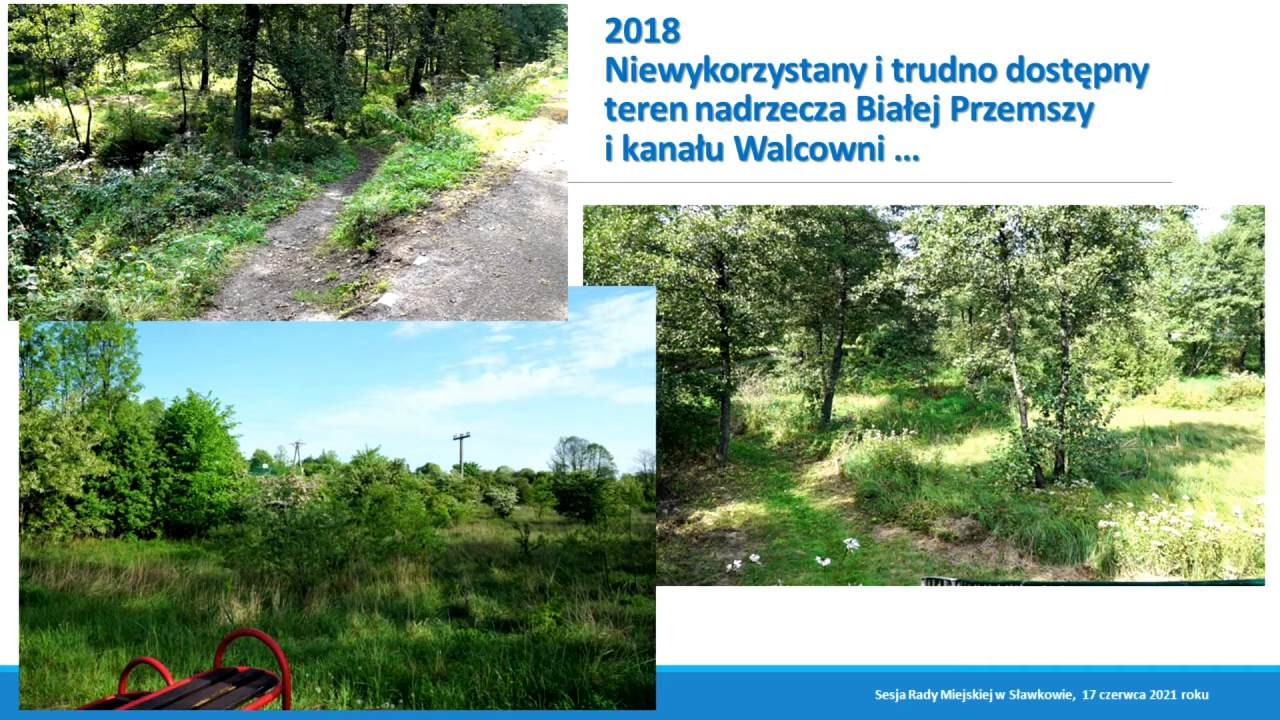 2018
Niewykorzystany i trudno dostępny
teren nadrzecza Białej Przemszy
i kanału Walcowni ...
Sesja Rady Miejskiej w Sławkowie, 17 czerwca 2021 roku